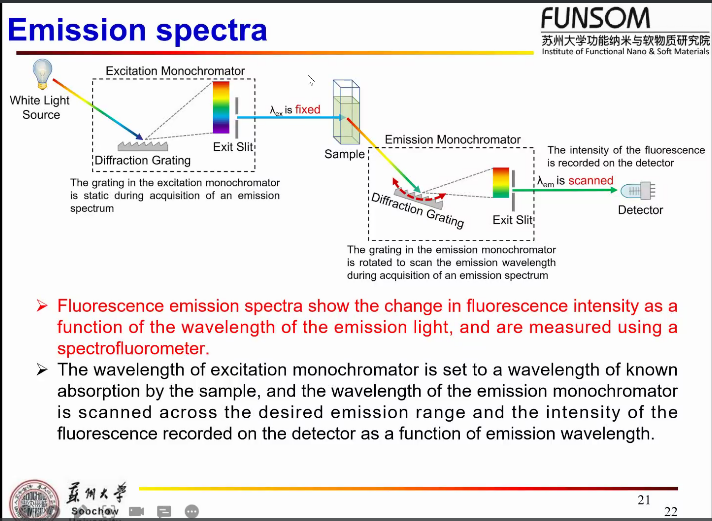 Emission spectra
FUNSOM
苏州大学功能纳米与软物质研究院
Institute of Functional Nano & Soft Materials
White Light
Source
Excitation Monochromator
Diffraction Grating
Exit Slit
The grating in the excitation monochromator
is static during acquisition of an emission
spectrum
λex is fixed
Sample
Emission Monochromator
Diffraction Grating
Exit Slit
The grating in the emission monochromator
is rotated to scan the emission wavelength
during acquisition of an emission spectrum
The intensity of the fluorescence
is recorded on the detector
λem is scanned
Detector
➢ Fluorescence emission spectra show the change in fluorescence intensity as a
function of the wavelength of the emission light, and are measured using a
spectrofluorometer.
➢ The wavelength of excitation monochromator is set to a wavelength of known
absorption by the sample, and the wavelength of the emission monochromator
is scanned across the desired emission range and the intensity of the
fluorescence recorded on the detector as a function of emission wavelength.
蘇州大學
Soochow
21
22